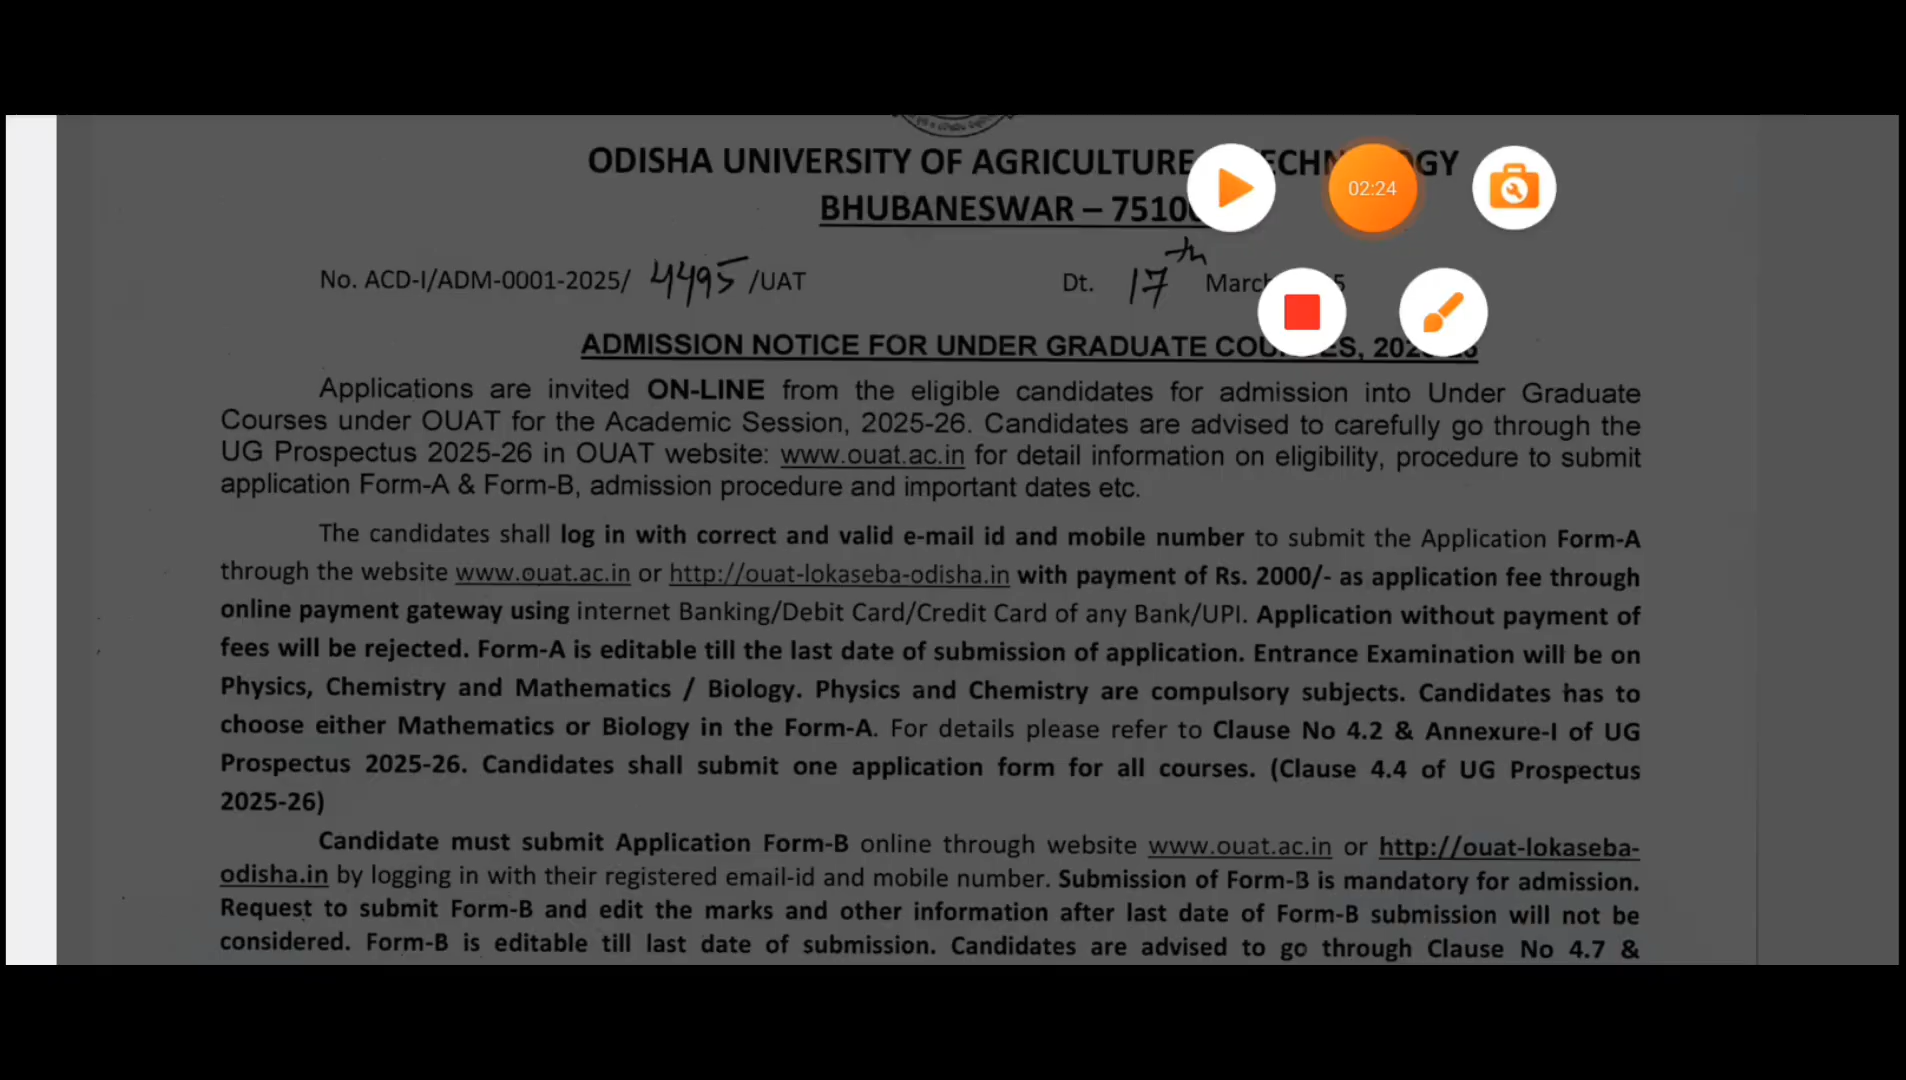 ODISHA UNIVERSITY OF AGRICULTURE
BHUBANESWAR –
02:24
No. ACD-I/ADM-0001-2025/ 4495 /UAT Dt. 17th
ADMISSION NOTICE FOR UNDER GRADUATE
Applications are invited ON-LINE from the eligible candidates for admission into Under Graduate
Courses under OUAT for the Academic Session, 2025-26. Candidates are advised to carefully go through the
UG Prospectus 2025-26 in OUAT website: www.ouat.ac.in for detail information on eligibility, procedure to submit
application Form-A & Form-B, admission procedure and important dates etc.
The candidates shall log in with correct and valid e-mail id and mobile number to submit the Application Form-A
through the website www.ouat.ac.in or http://ouat-lokaseba-odisha.in with payment of Rs. 2000/- as application fee through
online payment gateway using internet Banking/Debit Card/Credit Card of any Bank/UPI. Application without payment of
fees will be rejected. Form-A is editable till the last date of submission of application. Entrance Examination will be on
Physics, Chemistry and Mathematics / Biology. Physics and Chemistry are compulsory subjects. Candidates has to
choose either Mathematics or Biology in the Form-A. For details please refer to Clause No 4.2 & Annexure-I of UG
Prospectus 2025-26. Candidates shall submit one application form for all courses. (Clause 4.4 of UG Prospectus
2025-26)
Candidate must submit Application Form-B online through website www.ouat.ac.in or http://ouat-lokaseba-
odisha.in by logging in with their registered email-id and mobile number. Submission of Form-B is mandatory for admission.
Request to submit Form-B and edit the marks and other information after last date of Form-B submission will not be
considered. Form-B is editable till last date of submission. Candidates are advised to go through Clause No 4.7 &